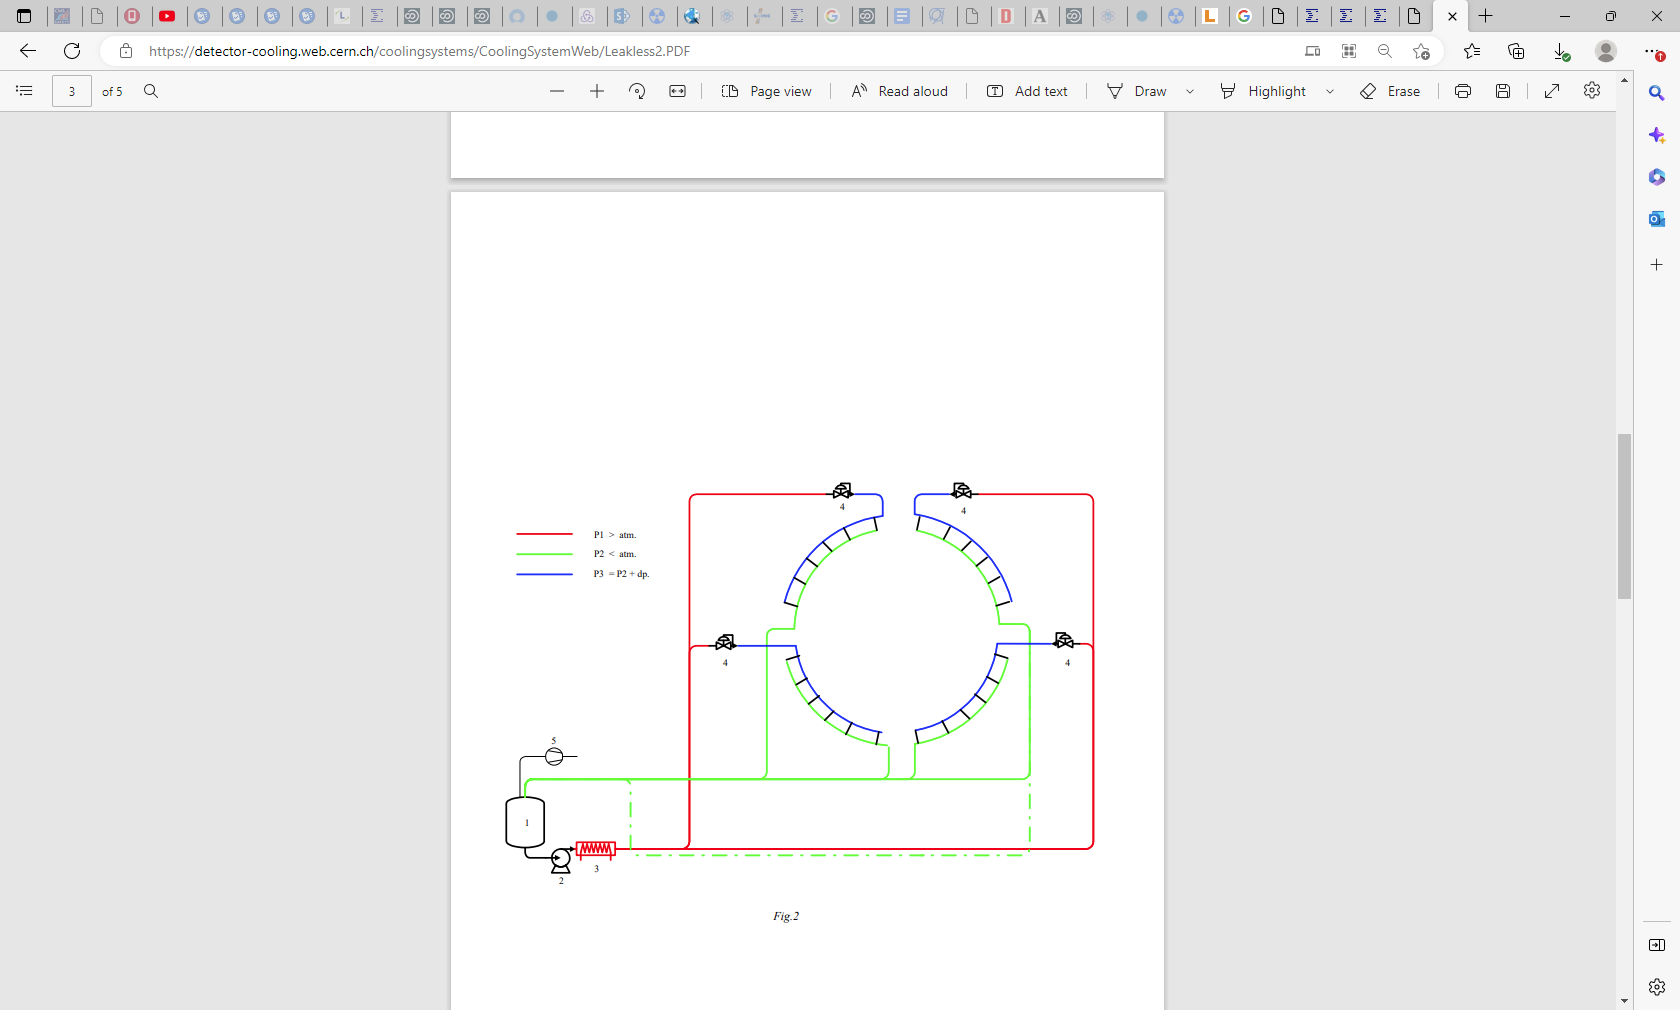 https://detector-cooling.web.cern.ch/coolingsystems/CoolingSystemWeb/Leakless2.PDF
3 of 5 Page view Read aloud Add text Draw Highlight Erase
4 4
P1 > atm.
P2 < atm.
P3 = P2 + dp.
4 4
5
1
3
2
Fig.2